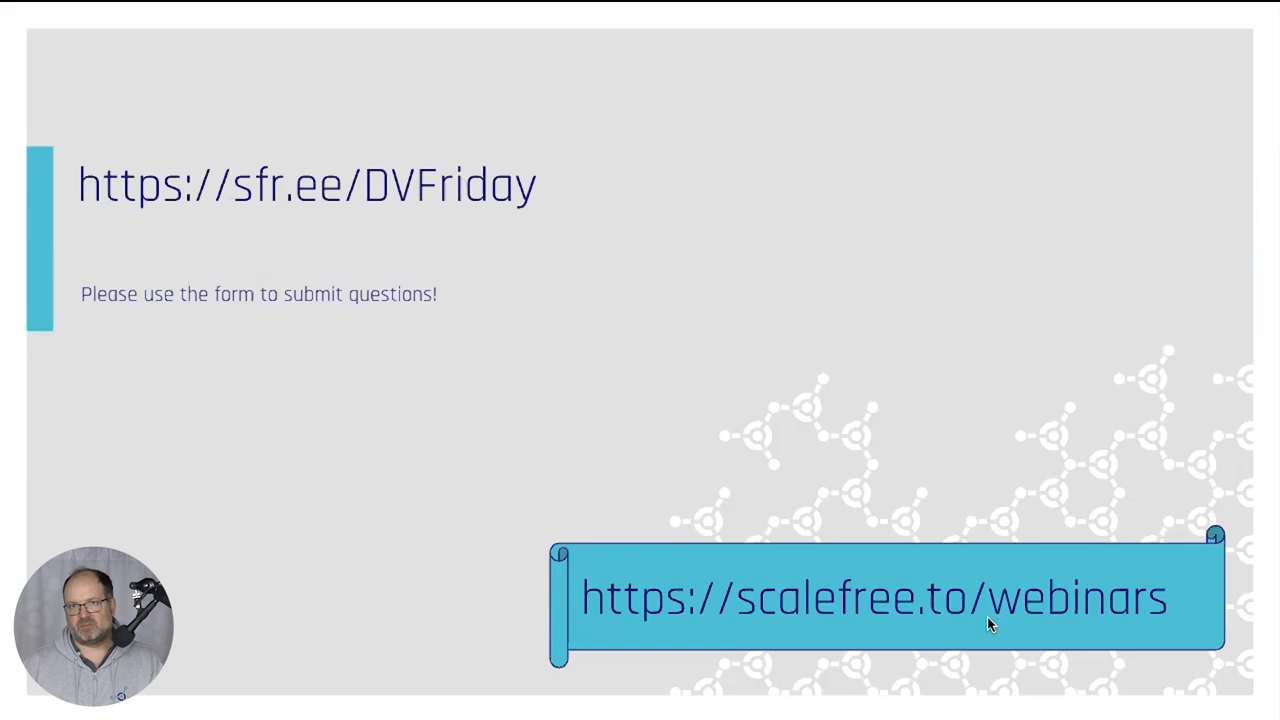 https://sfr.ee/DVFriday
Please use the form to submit questions!
https://scalefree.to/webinars